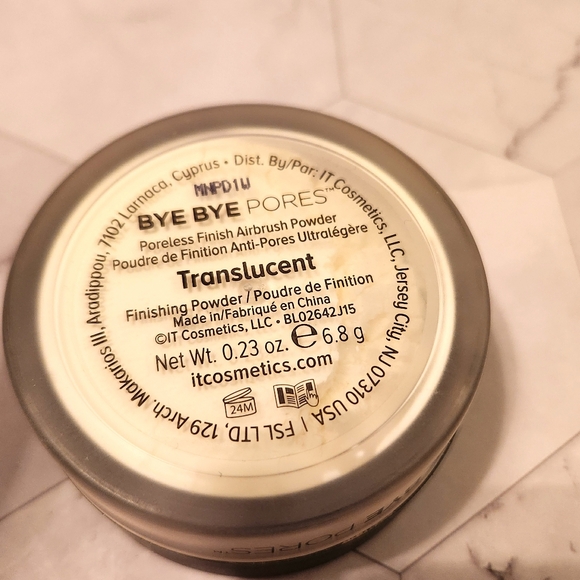 7102 Larnaca, Cyprus • Dist. By/Par: IT Cosmetics, LLC, Jersey City, NJ 07310 USA | FSL LTD, 129 Arch. Makarios III, Aradippou,
MNPD1W
BYE BYE PORES™
Poreless Finish Airbrush Powder
Poudre de Finition Anti-Pores Ultralégère
Translucent
Finishing Powder / Poudre de Finition
Made in/Fabriqué en China
©IT Cosmetics, LLC • BL02642J15
Net Wt. 0.23 oz. ℮ 6.8 g
itcosmetics.com
24M
PORES™